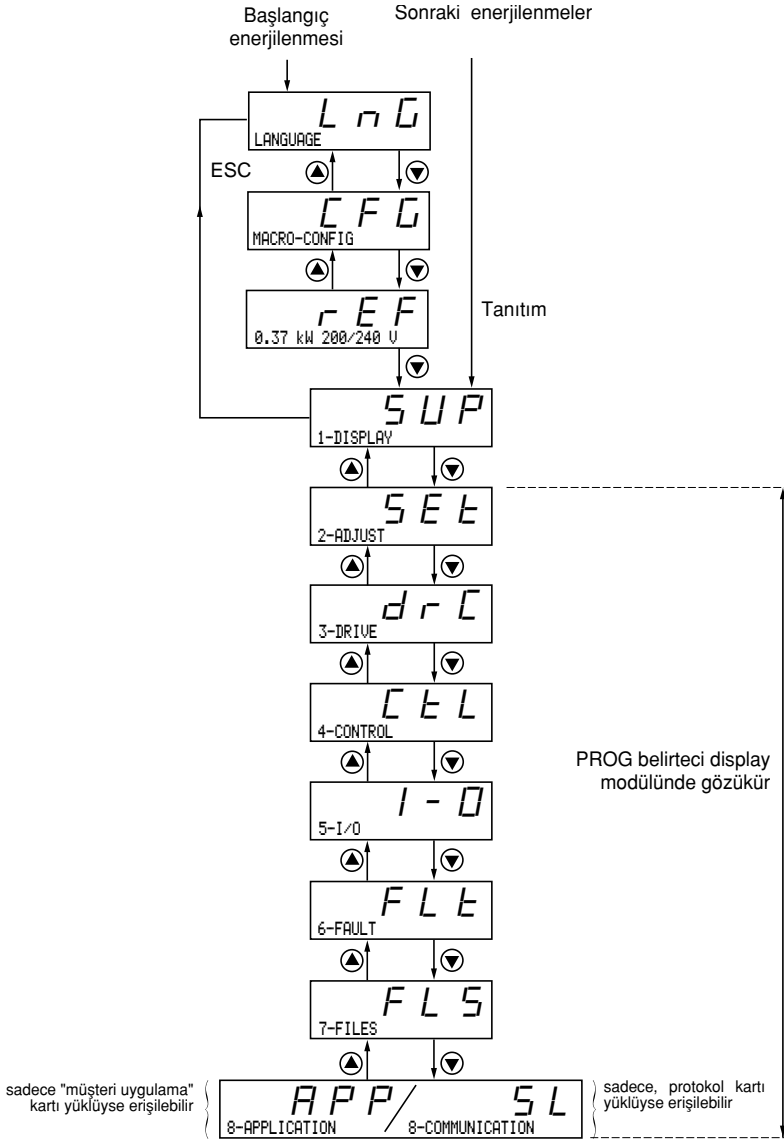 Başlangıç
enerjilenmesi
Sonraki enerjilenmeler
LnG
LANGUAGE
ESC
CFG
MACRO-CONFIG
rEF
0.37 kW 200/240 V
Tanıtım
SUP
1-DISPLAY
SEt
2-ADJUST
drC
3-DRIVE
CtL
4-CONTROL
I-O
5-I/O
PROG belirteci display
modülünde gözükür
FLt
6-FAULT
FLS
7-FILES
sadece "müşteri uygulama"
kartı yüklüyse erişilebilir
APP/ SL
8-APPLICATION 8-COMMUNICATION
sadece, protokol kartı
yüklüyse erişilebilir